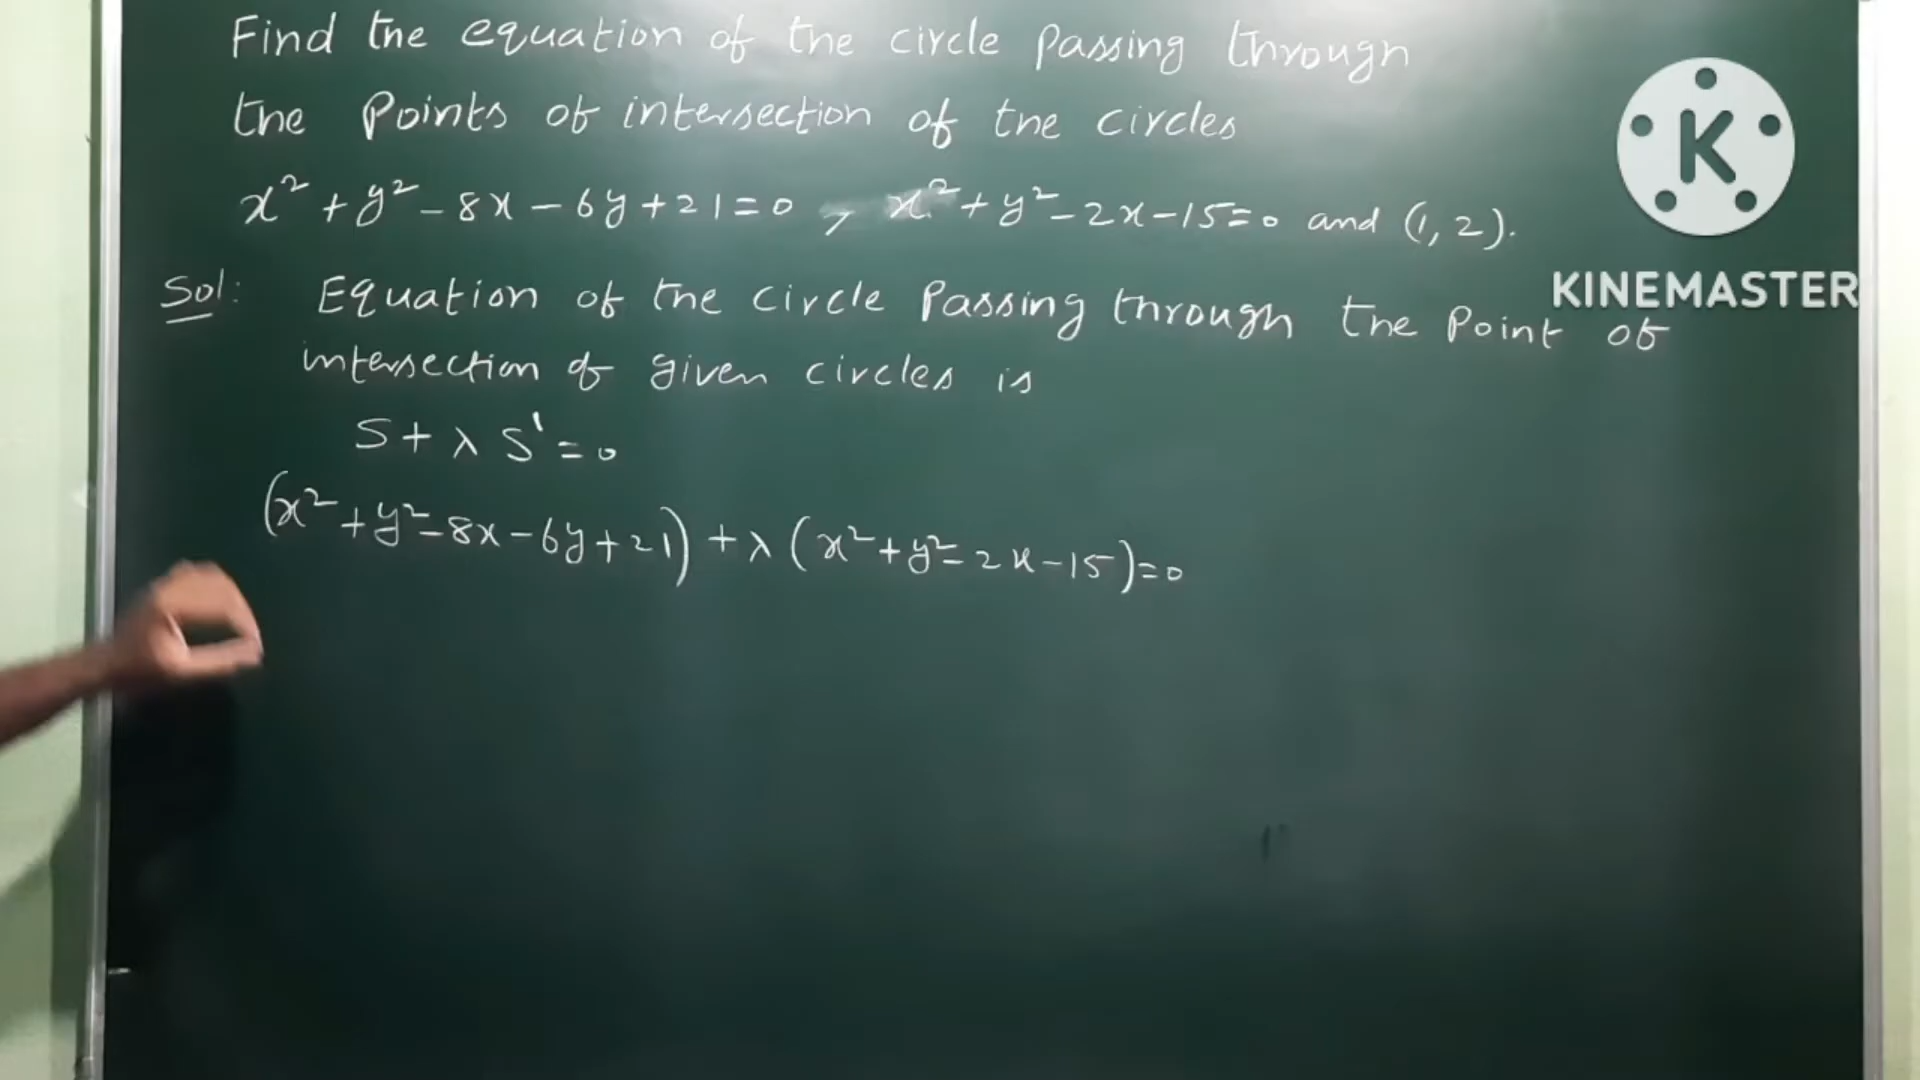 Find the equation of the circle Passing through
the Points of intersection of the circles
x² + y² - 8x - 6y + 21 = 0 , x² + y² - 2x - 15 = 0 and (1, 2).
K
KINEMASTER
Sol: Equation of the circle Passing through the Point of
intersection of given circles is
S + λ S' = 0
(x² + y² - 8x - 6y + 21) + λ (x² + y² - 2x - 15) = 0